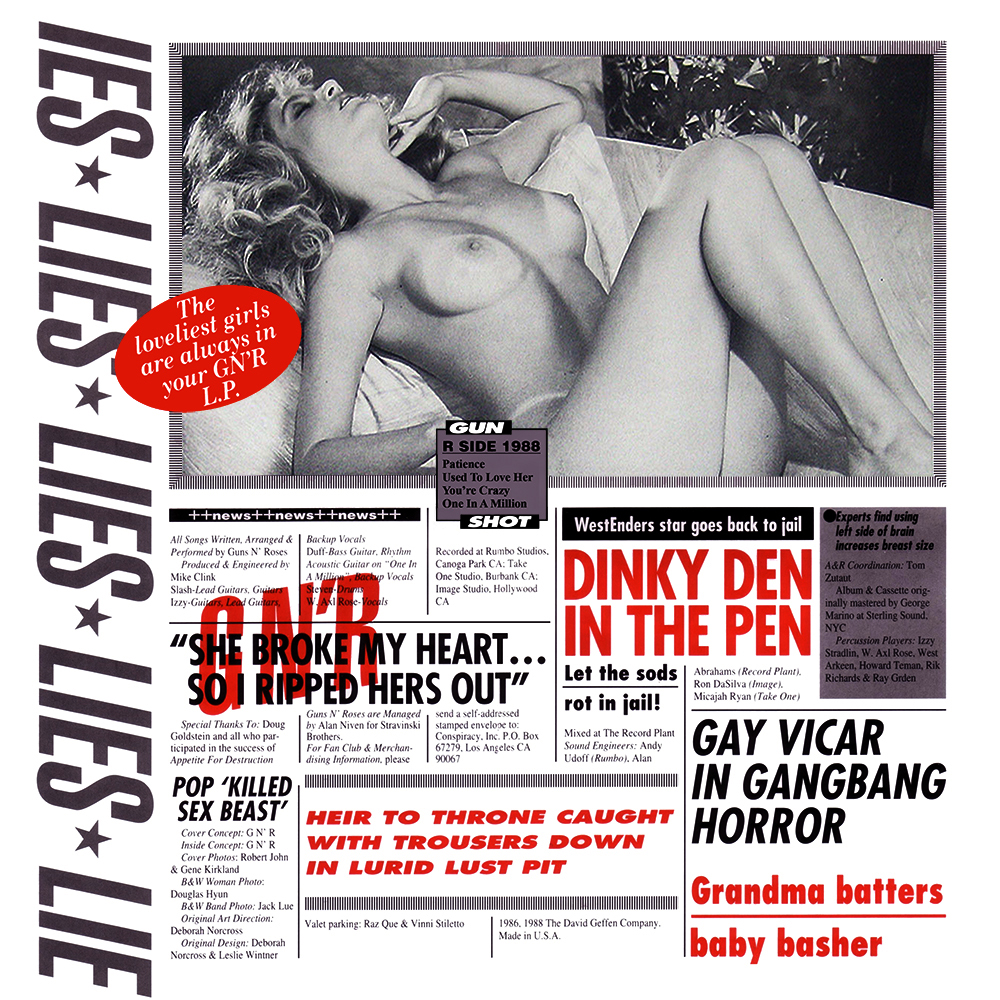 IES ★ LIES ★ LIES ★ LIES ★ LIE
The
loveliest girls
are always in
your GN'R
L.P.
GUN
R SIDE 1988
Patience
Used To Love Her
You're Crazy
One In A Million
SHOT
++news++news++news++
All Songs Written, Arranged &
Performed by Guns N' Roses
Produced & Engineered by
Mike Clink
Slash-Lead Guitars, Guitars
Izzy-Guitars, Lead Guitars,
Backup Vocals
Duff-Bass Guitar, Rhythm
Acoustic Guitar on "One In
A Million", Backup Vocals
Steven-Drums
W. Axl Rose-Vocals
Recorded at Rumbo Studios,
Canoga Park CA; Take
One Studio, Burbank CA;
Image Studio, Hollywood
CA
GN'R
"SHE BROKE MY HEART...
SO I RIPPED HERS OUT"
Special Thanks To: Doug
Goldstein and all who par-
ticipated in the success of
Appetite For Destruction
Guns N' Roses are Managed
by Alan Niven for Stravinski
Brothers.
For Fan Club & Merchan-
dising Information, please
send a self-addressed
stamped envelope to:
Conspiracy, Inc. P.O. Box
67279, Los Angeles CA
90067
WestEnders star goes back to jail
DINKY DEN
IN THE PEN
Let the sods
rot in jail!
Mixed at The Record Plant
Sound Engineers: Andy
Udoff (Rumbo), Alan
Abrahams (Record Plant),
Ron DaSilva (Image),
Micajah Ryan (Take One)
Experts find using
left side of brain
increases breast size
A&R Coordination: Tom
Zutaut
Album & Cassette orig-
inally mastered by George
Marino at Sterling Sound,
NYC
Percussion Players: Izzy
Stradlin, W. Axl Rose, West
Arkeen, Howard Teman, Rik
Richards & Ray Grden
POP 'KILLED
SEX BEAST'
Cover Concept: G N' R
Inside Concept: G N' R
Cover Photos: Robert John
& Gene Kirkland
B&W Woman Photo:
Douglas Hyun
B&W Band Photo: Jack Lue
Original Art Direction:
Deborah Norcross
Original Design: Deborah
Norcross & Leslie Wintner
HEIR TO THRONE CAUGHT
WITH TROUSERS DOWN
IN LURID LUST PIT
Valet parking: Raz Que & Vinni Stiletto
1986, 1988 The David Geffen Company.
Made in U.S.A.
GAY VICAR
IN GANGBANG
HORROR
Grandma batters
baby basher